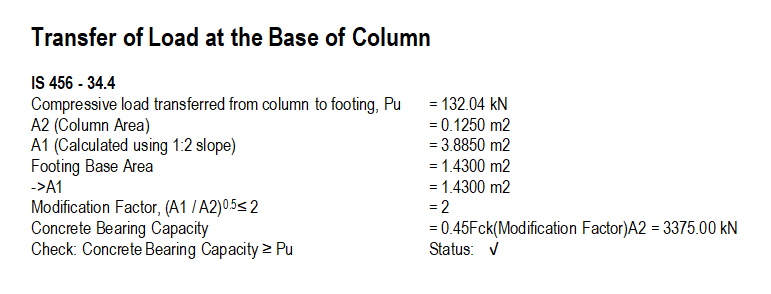 Transfer of Load at the Base of Column
IS 456 - 34.4
Compressive load transferred from column to footing, Pu = 132.04 kN
A2 (Column Area) = 0.1250 m2
A1 (Calculated using 1:2 slope) = 3.8850 m2
Footing Base Area = 1.4300 m2
->A1 = 1.4300 m2
Modification Factor, (A1 / A2)^0.5 ≤ 2 = 2
Concrete Bearing Capacity = 0.45Fck(Modification Factor)A2 = 3375.00 kN
Check: Concrete Bearing Capacity ≥ Pu Status: √